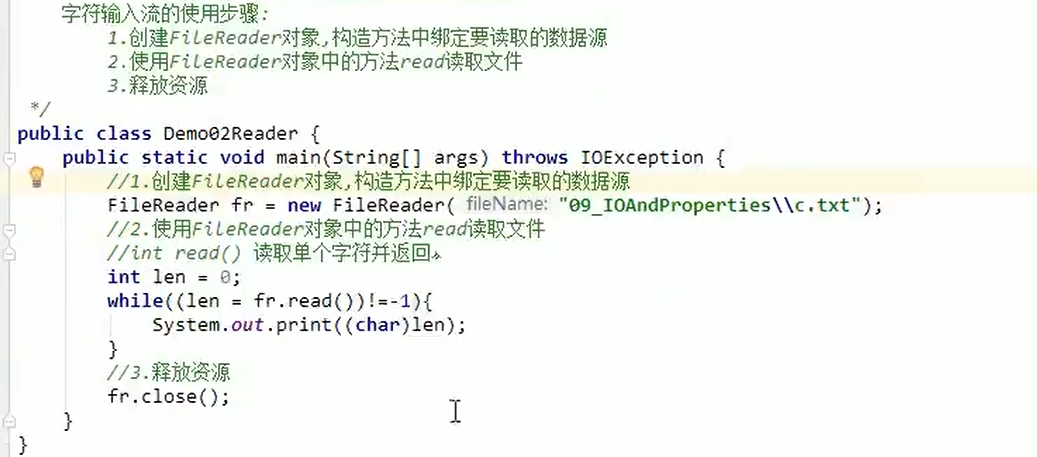 字符输入流的使用步骤:
1.创建FileReader对象,构造方法中绑定要读取的数据源
2.使用FileReader对象中的方法read读取文件
3.释放资源
*/
public class Demo02Reader {
public static void main(String[] args) throws IOException {
//1.创建FileReader对象,构造方法中绑定要读取的数据源
FileReader fr = new FileReader( fileName: "09_IOAndProperties\\c.txt");
//2.使用FileReader对象中的方法read读取文件
//int read() 读取单个字符并返回。
int len = 0;
while((len = fr.read())!=-1){
System.out.print((char)len);
}
//3.释放资源
fr.close();
}
}